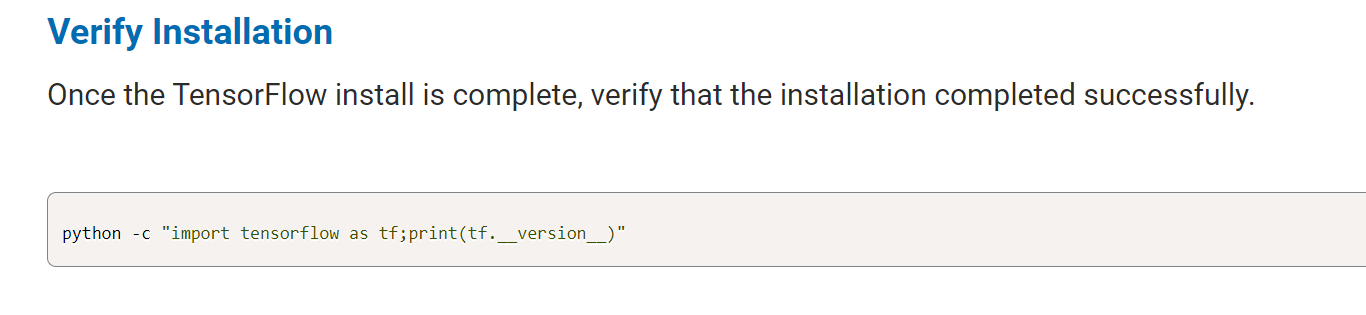 Verify Installation
Once the TensorFlow install is complete, verify that the installation completed successfully.
python -c "import tensorflow as tf;print(tf.__version__)"